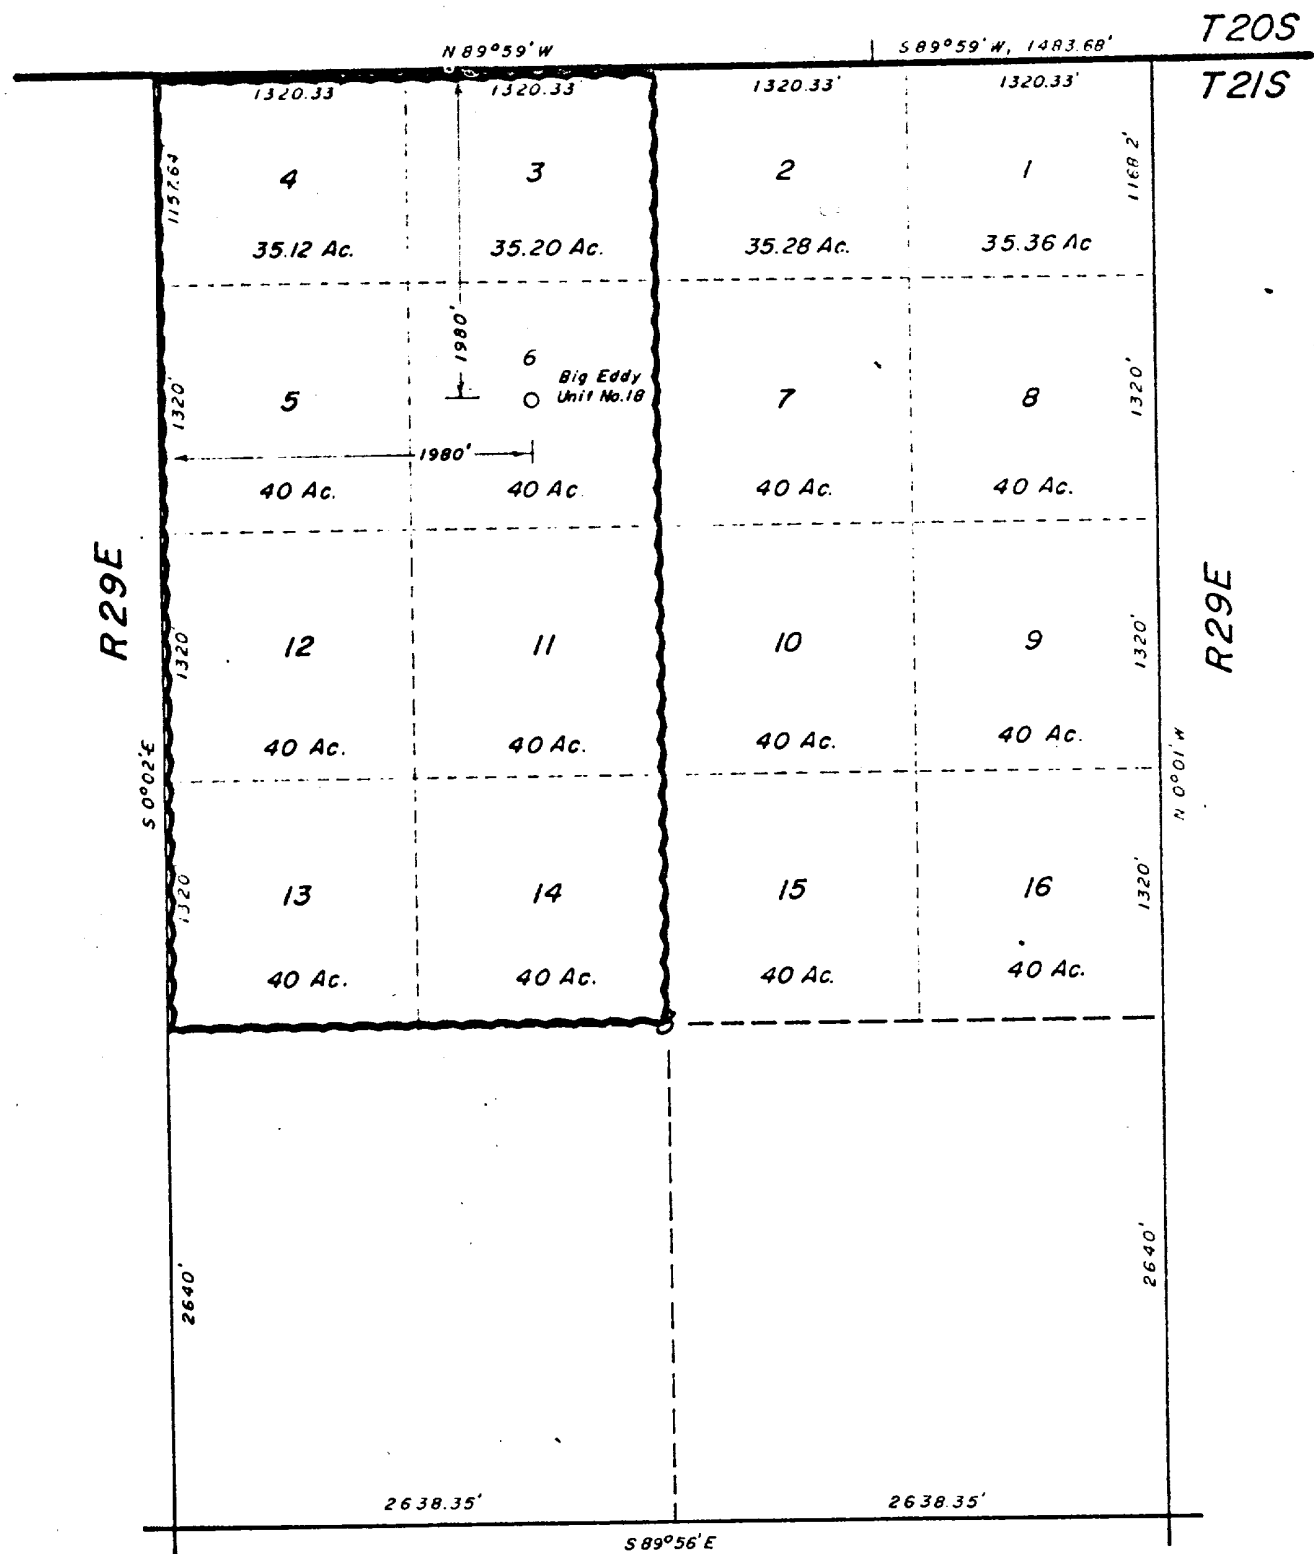 T20S
N 89°59' W
S 89°59' W, 1483.68'
T21S
1320.33'
1320.33'
1320.33'
1320.33'
1157.64
4
3
2
1
1168.2'
35.12 Ac.
35.20 Ac.
35.28 Ac.
35.36 Ac
1980'
6
Big Eddy
Unit No. 18
1320'
5
7
8
1320'
1980'
40 Ac.
40 Ac.
40 Ac.
40 Ac.
R29E
R29E
1320'
12
11
10
9
1320'
40 Ac.
40 Ac.
40 Ac.
40 Ac.
S 0°02' E
N 0°01' W
1320'
13
14
15
16
1320'
40 Ac.
40 Ac.
40 Ac.
40 Ac.
2640'
2640'
2638.35'
2638.35'
S 89°56' E